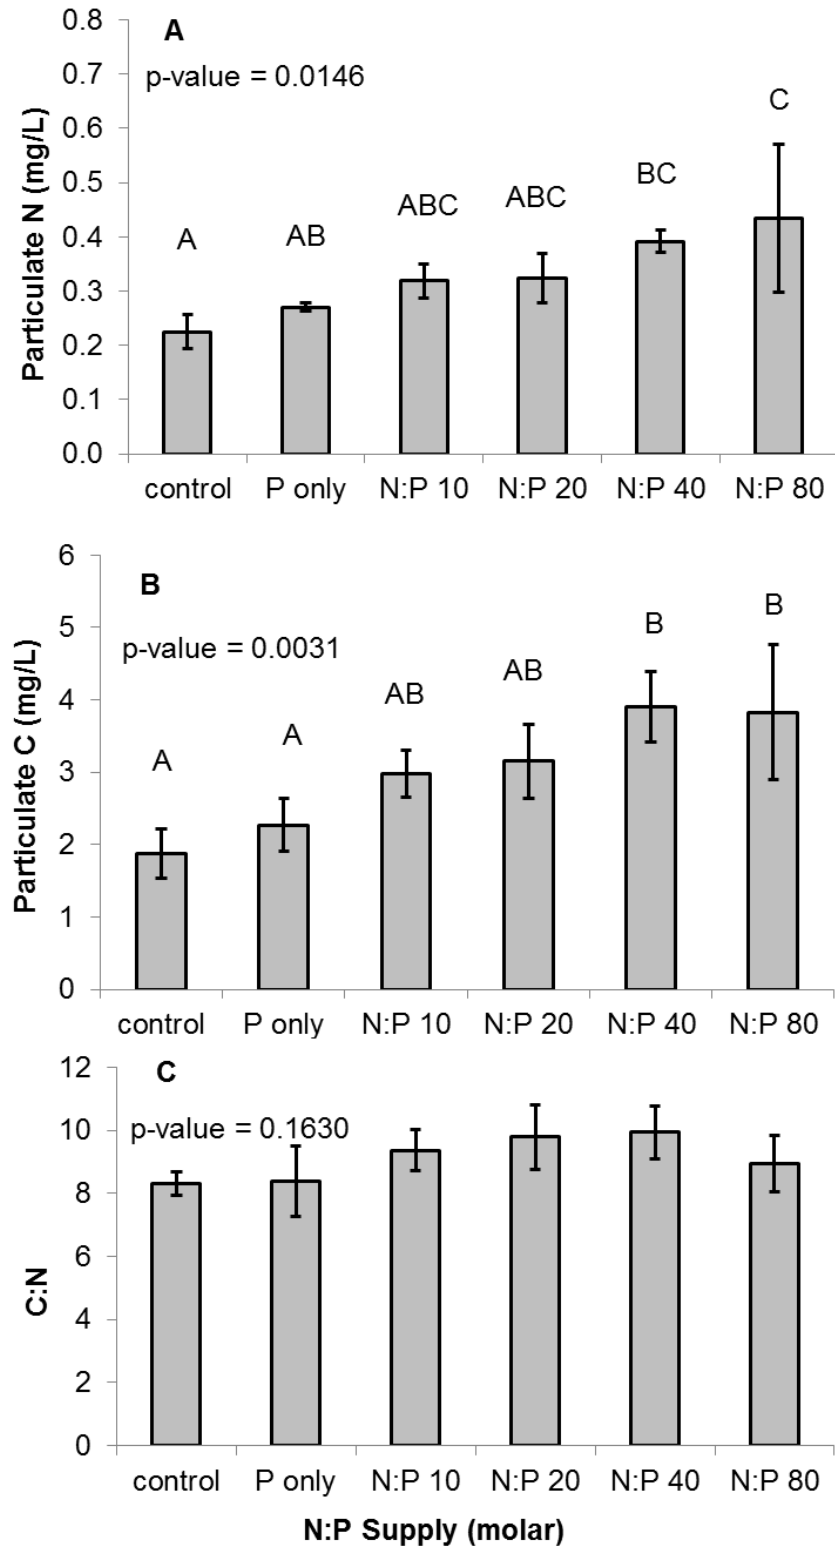 A
p-value = 0.0146
Particulate N (mg/L)
0.8
0.7
0.6
0.5
0.4
0.3
0.2
0.1
0.0
A AB ABC ABC BC C
control P only N:P 10 N:P 20 N:P 40 N:P 80
B
p-value = 0.0031
Particulate C (mg/L)
6
5
4
3
2
1
0
A A AB AB B B
control P only N:P 10 N:P 20 N:P 40 N:P 80
C
p-value = 0.1630
C:N
12
10
8
6
4
2
0
control P only N:P 10 N:P 20 N:P 40 N:P 80
N:P Supply (molar)